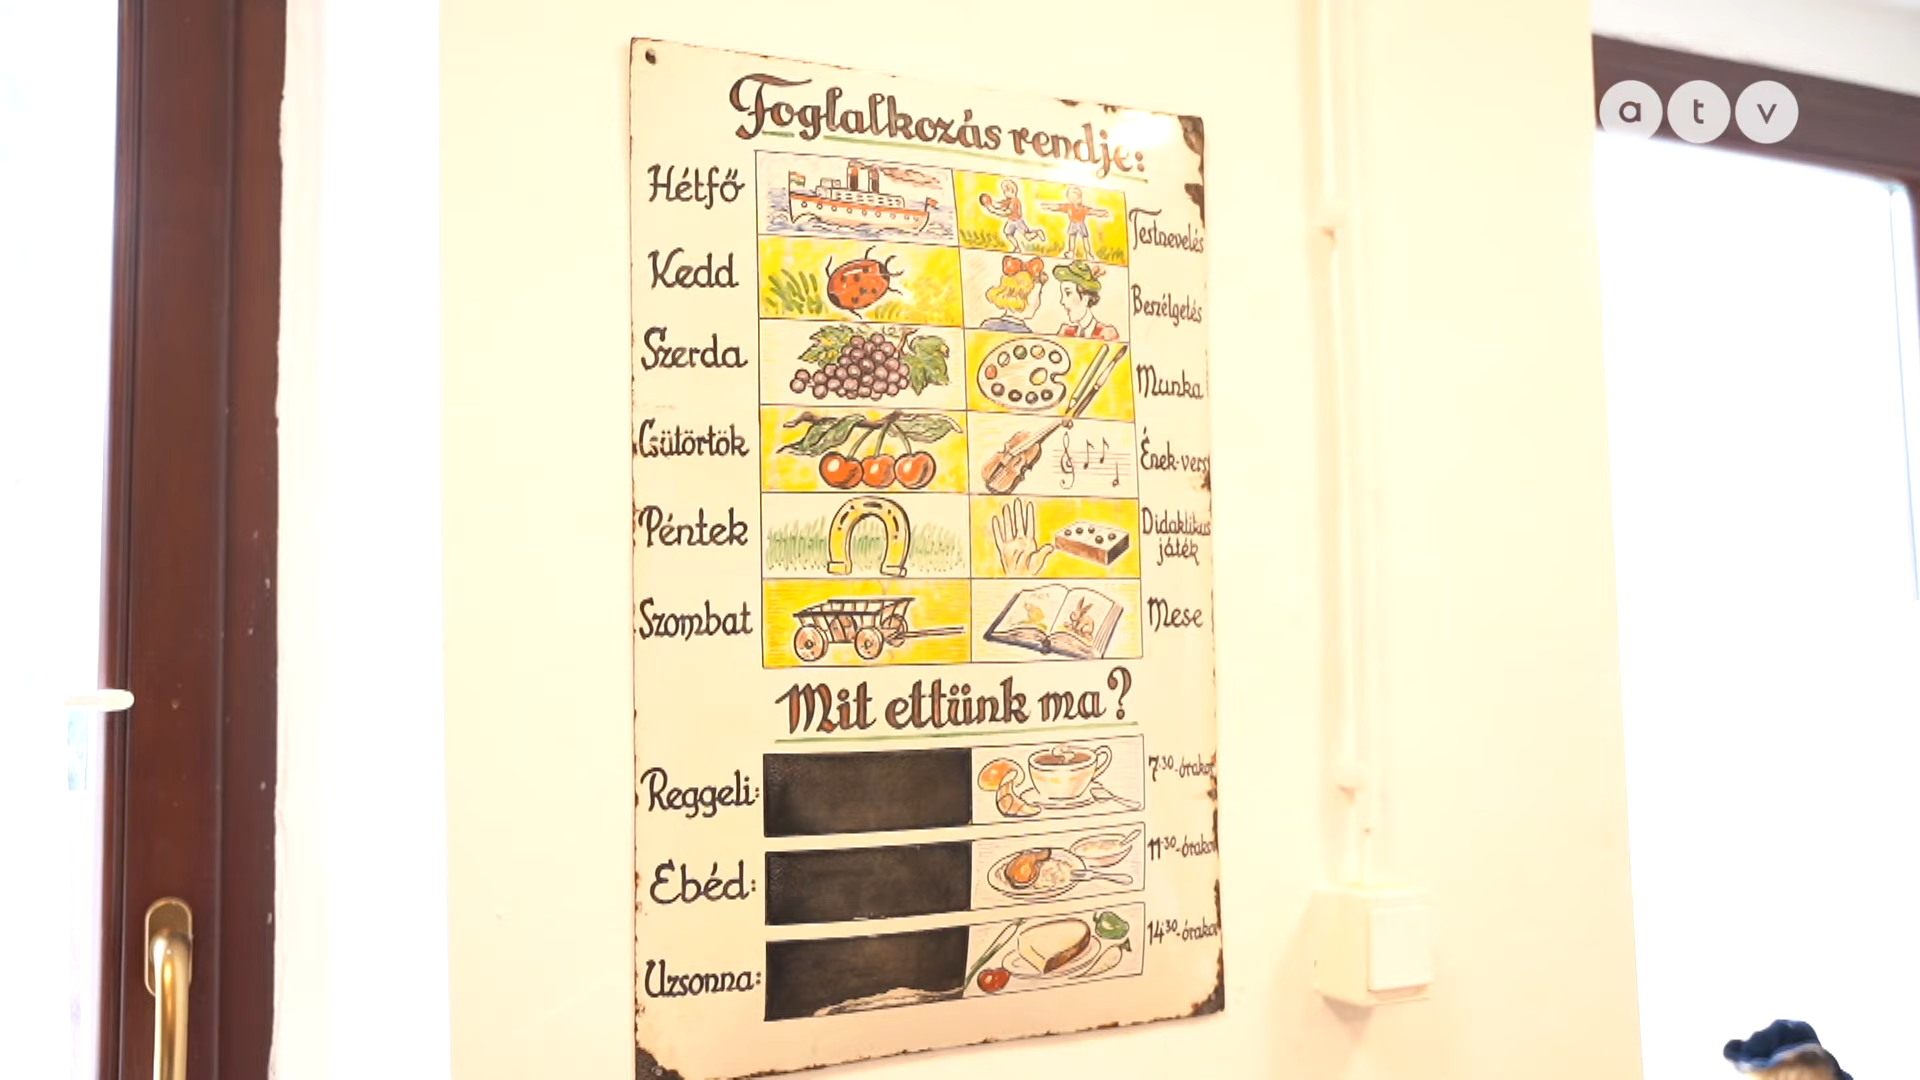 a t v
Foglalkozás rendje:
Hétfő
Testnevelés
Kedd
Beszélgetés
Szerda
Munka
Csütörtök
Ének-vers
Péntek
Didaktikus
játék
Szombat
Mese
Mit ettünk ma?
Reggeli:
7·30-órakor
Ebéd:
11·30-órakor
Uzsonna:
14·30-órakor